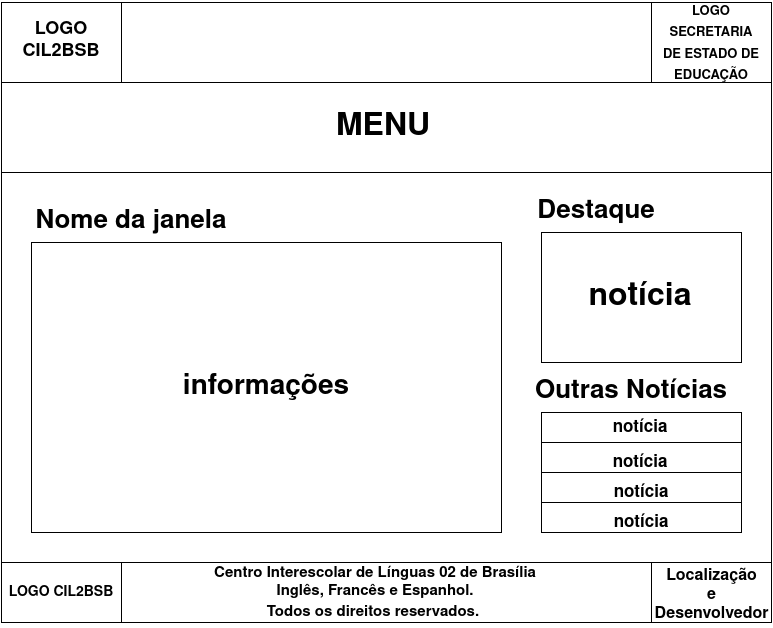 LOGO
CIL2BSB
LOGO
SECRETARIA
DE ESTADO DE
EDUCAÇÃO
MENU
Nome da janela
informações
Destaque
notícia
Outras Notícias
notícia
notícia
notícia
notícia
LOGO CIL2BSB
Centro Interescolar de Línguas 02 de Brasília
Inglês, Francês e Espanhol.
Todos os direitos reservados.
Localização
e
Desenvolvedor